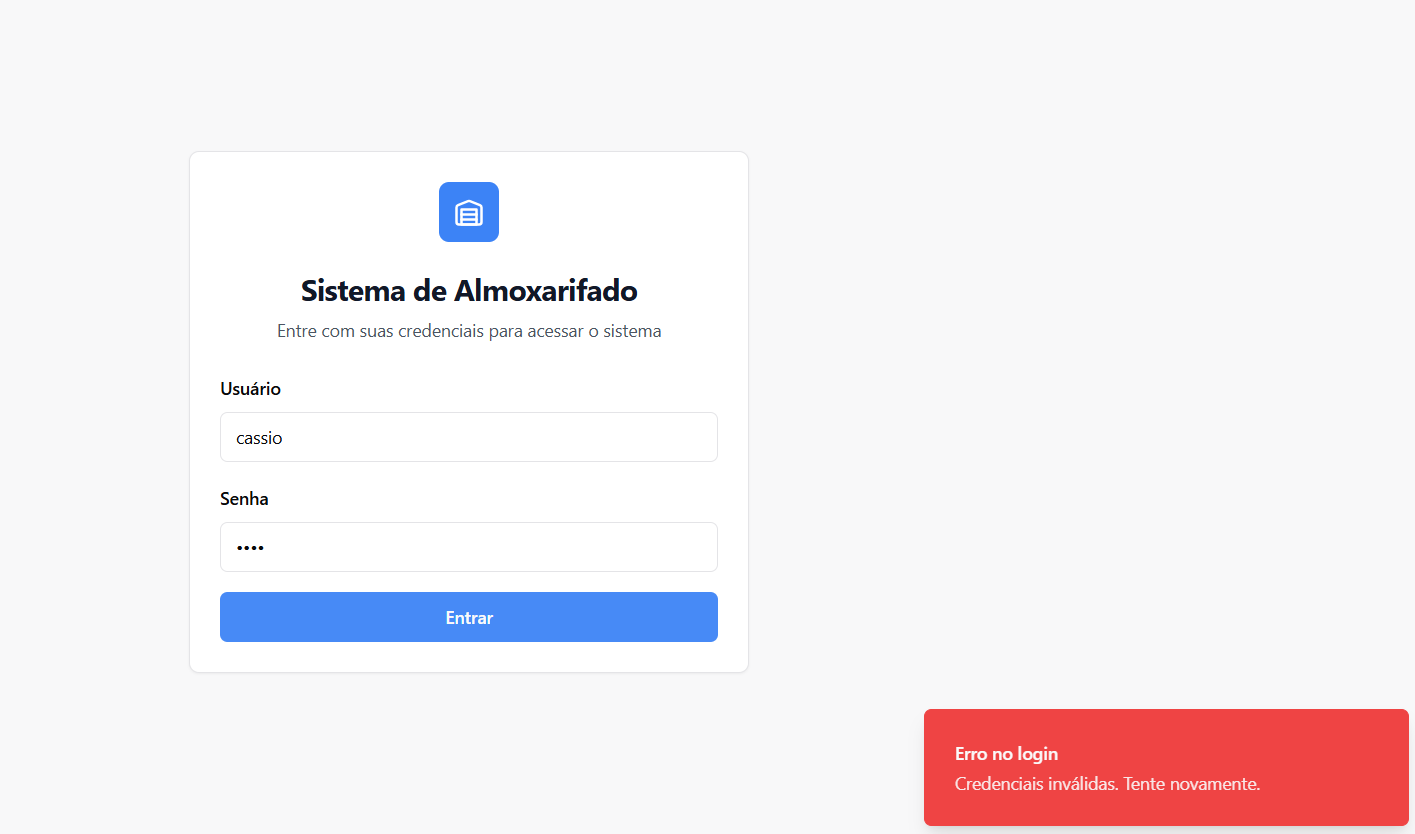 Sistema de Almoxarifado
Entre com suas credenciais para acessar o sistema
Usuário
cassio
Senha
••••
Entrar
Erro no login
Credenciais inválidas. Tente novamente.